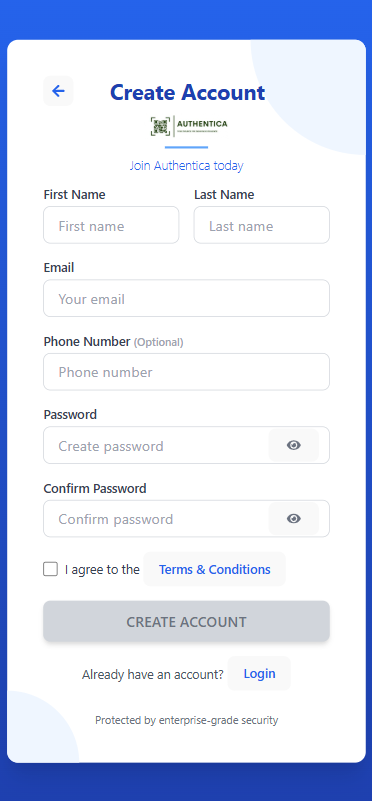 Create Account
AUTHENTICA
Join Authentica today
First Name Last Name
First name Last name
Email
Your email
Phone Number (Optional)
Phone number
Password
Create password
Confirm Password
Confirm password
I agree to the Terms & Conditions
CREATE ACCOUNT
Already have an account? Login
Protected by enterprise-grade security